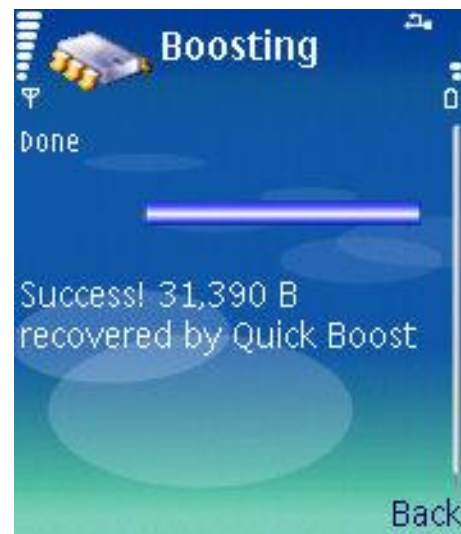 Boosting
Done
Success! 31,390 B
recovered by Quick Boost
Back